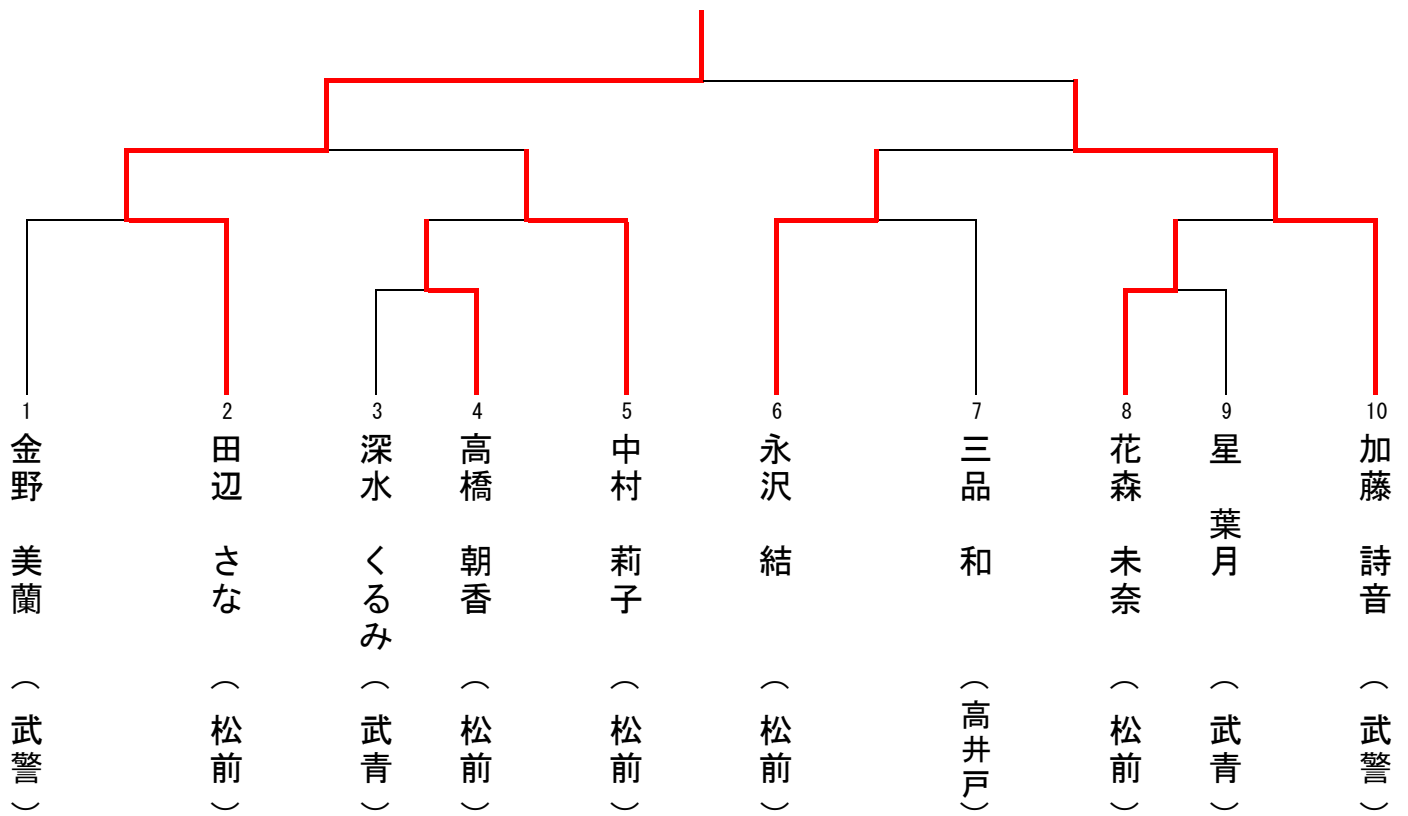 1
金野 美蘭 (武警)
2
田辺 さな (松前)
3
深水 くるみ (武青)
4
高橋 朝香 (松前)
5
中村 莉子 (松前)
6
永沢 結 (松前)
7
三品 和 (高井戸)
8
花森 未奈 (松前)
9
星 葉月 (武青)
10
加藤 詩音 (武警)